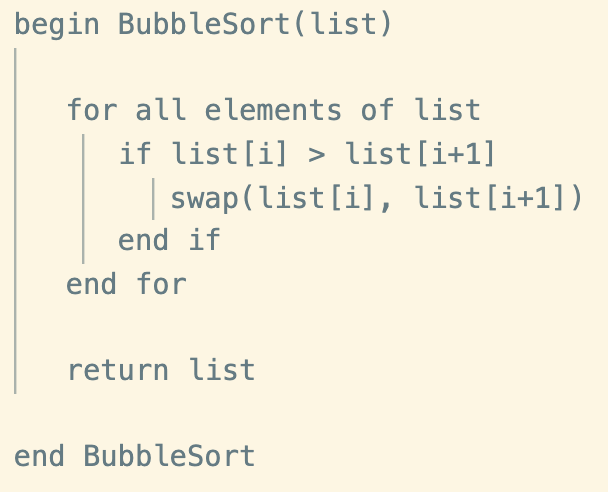 begin BubbleSort(list)
for all elements of list
if list[i] > list[i+1]
swap(list[i], list[i+1])
end if
end for
return list
end BubbleSort